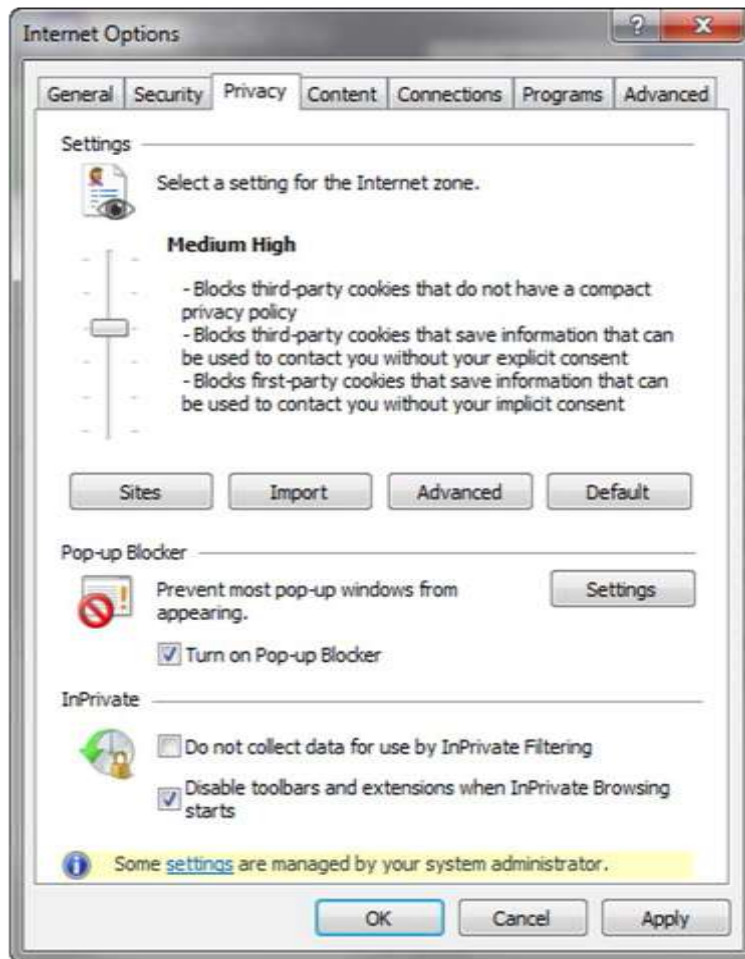 Internet Options
?
X
General Security Privacy Content Connections Programs Advanced
Settings
Select a setting for the Internet zone.
Medium High
- Blocks third-party cookies that do not have a compact
privacy policy
- Blocks third-party cookies that save information that can
be used to contact you without your explicit consent
- Blocks first-party cookies that save information that can
be used to contact you without your implicit consent
Sites Import Advanced Default
Pop-up Blocker
Prevent most pop-up windows from
appearing.
Settings
Turn on Pop-up Blocker
InPrivate
Do not collect data for use by InPrivate Filtering
Disable toolbars and extensions when InPrivate Browsing
starts
Some settings are managed by your system administrator.
OK Cancel Apply